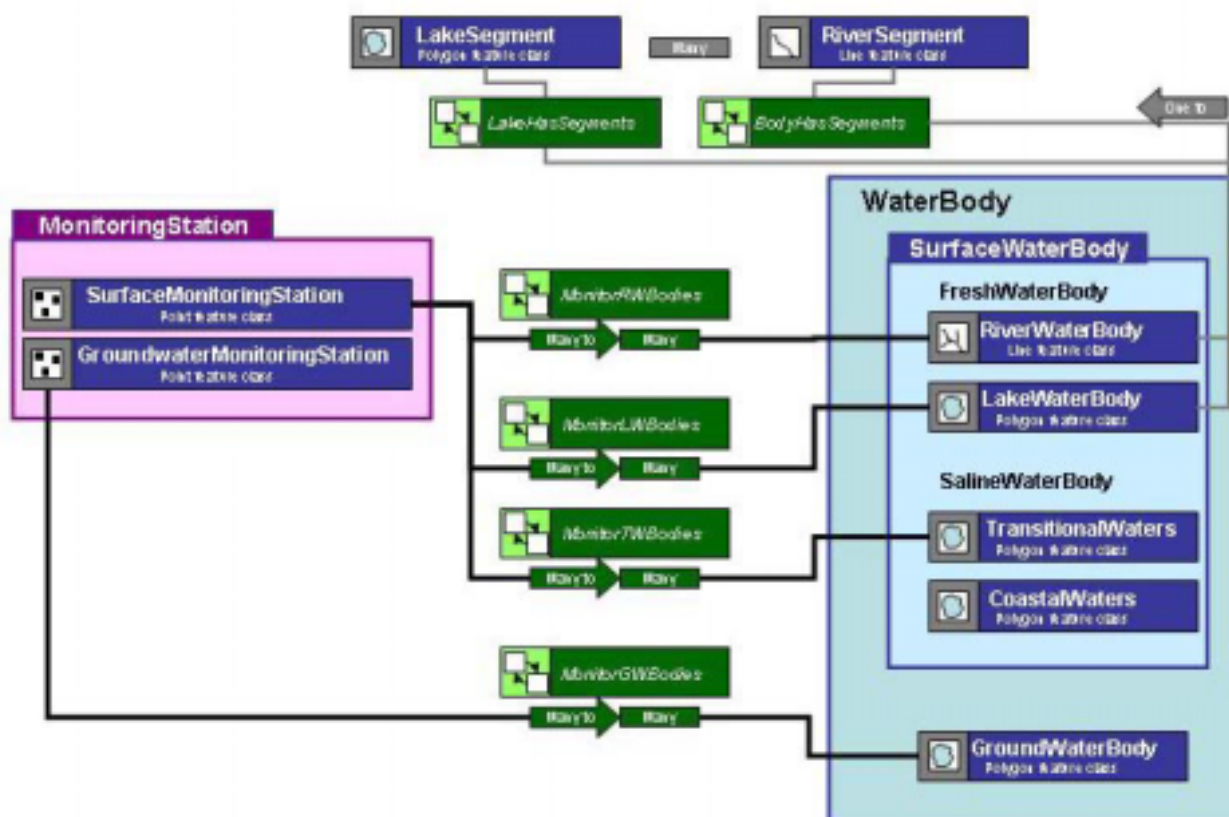 LakeSegment
Polygon feature class
Many
RiverSegment
Line feature class
LakeHasSegments
BodyHasSegments
One to
WaterBody
MonitoringStation
SurfaceWaterBody
SurfaceMonitoringStation
Point feature class
MonitorRWBodies
Many to
Many
FreshWaterBody
RiverWaterBody
Line feature class
GroundwaterMonitoringStation
Point feature class
LakeWaterBody
Polygon feature class
MonitorLWBodies
Many to
Many
SalineWaterBody
MonitorTWBodies
Many to
Many
TransitionalWaters
Polygon feature class
CoastalWaters
Polygon feature class
MonitorGWBodies
Many to
Many
GroundWaterBody
Polygon feature class